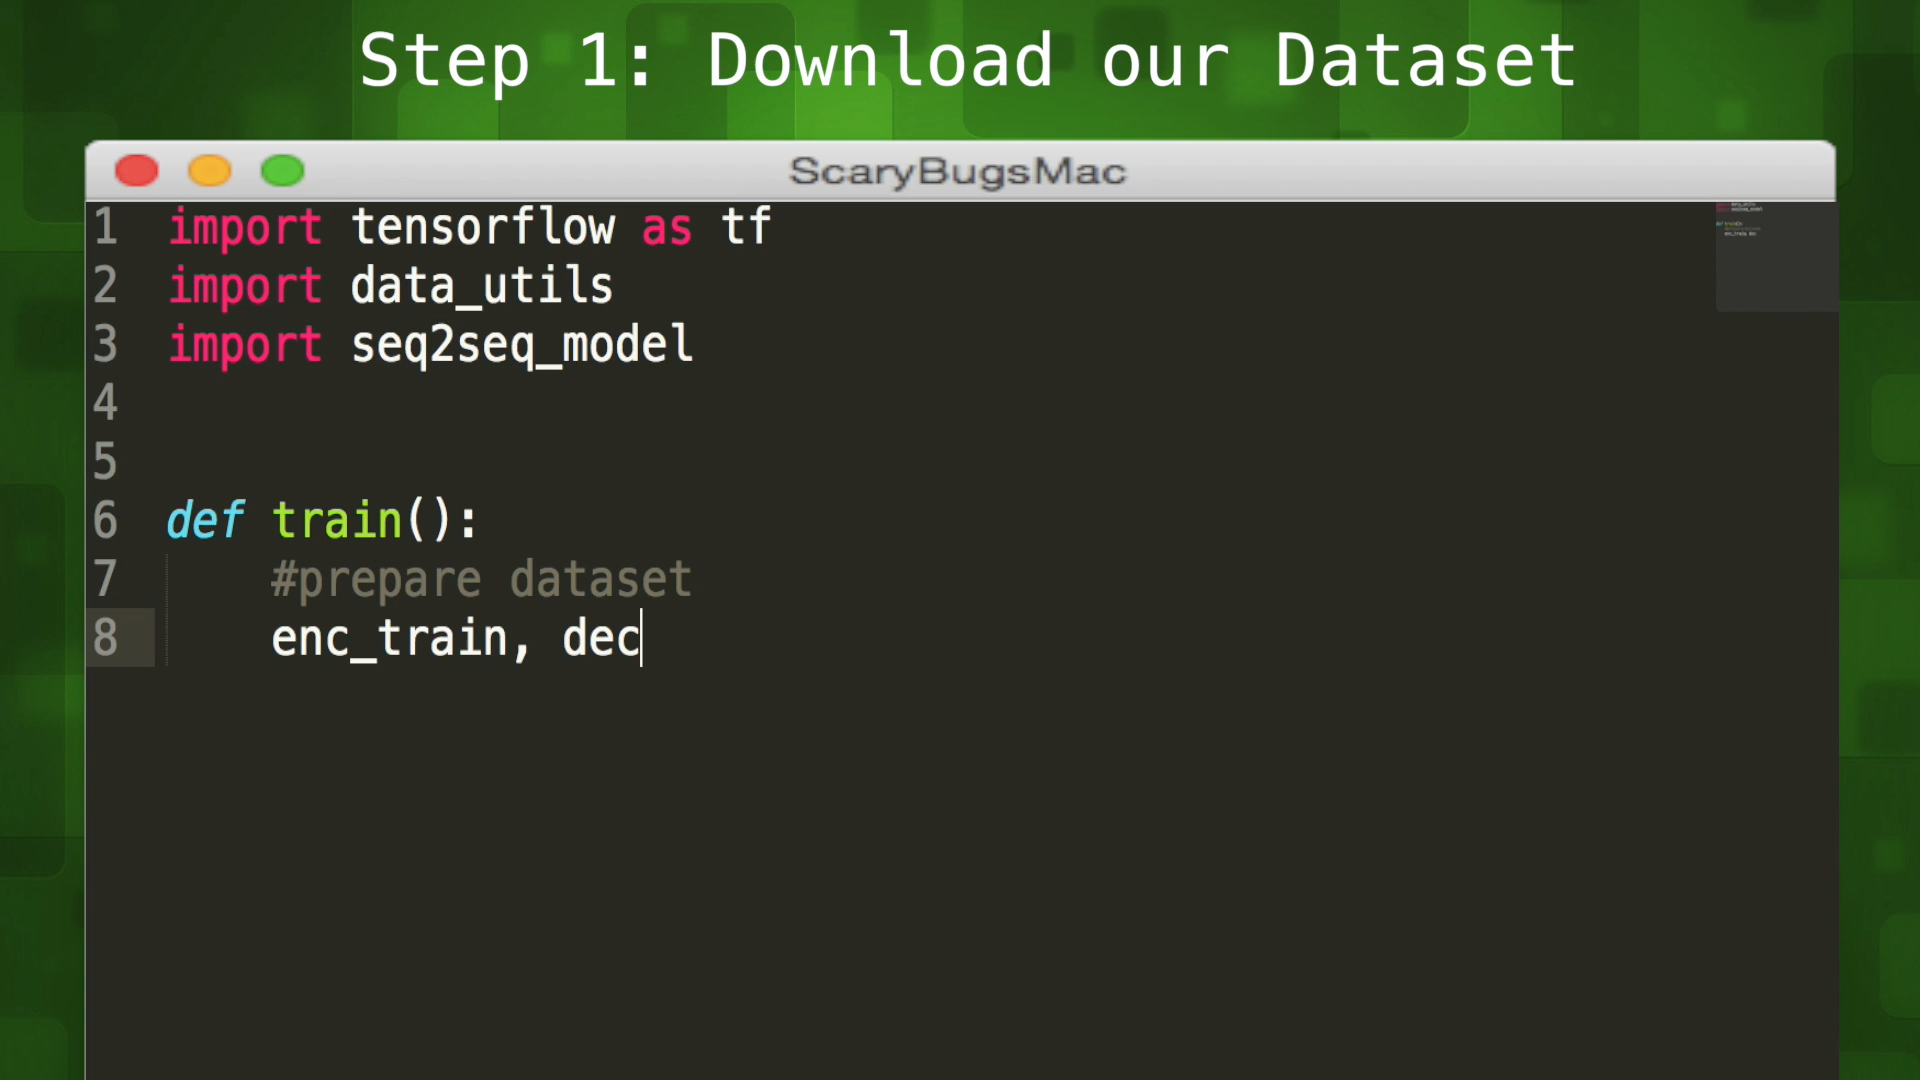 Step 1: Download our Dataset
ScaryBugsMac
1 import tensorflow as tf
2 import data_utils
3 import seq2seq_model
4
5
6 def train():
7 #prepare dataset
8 enc_train, dec